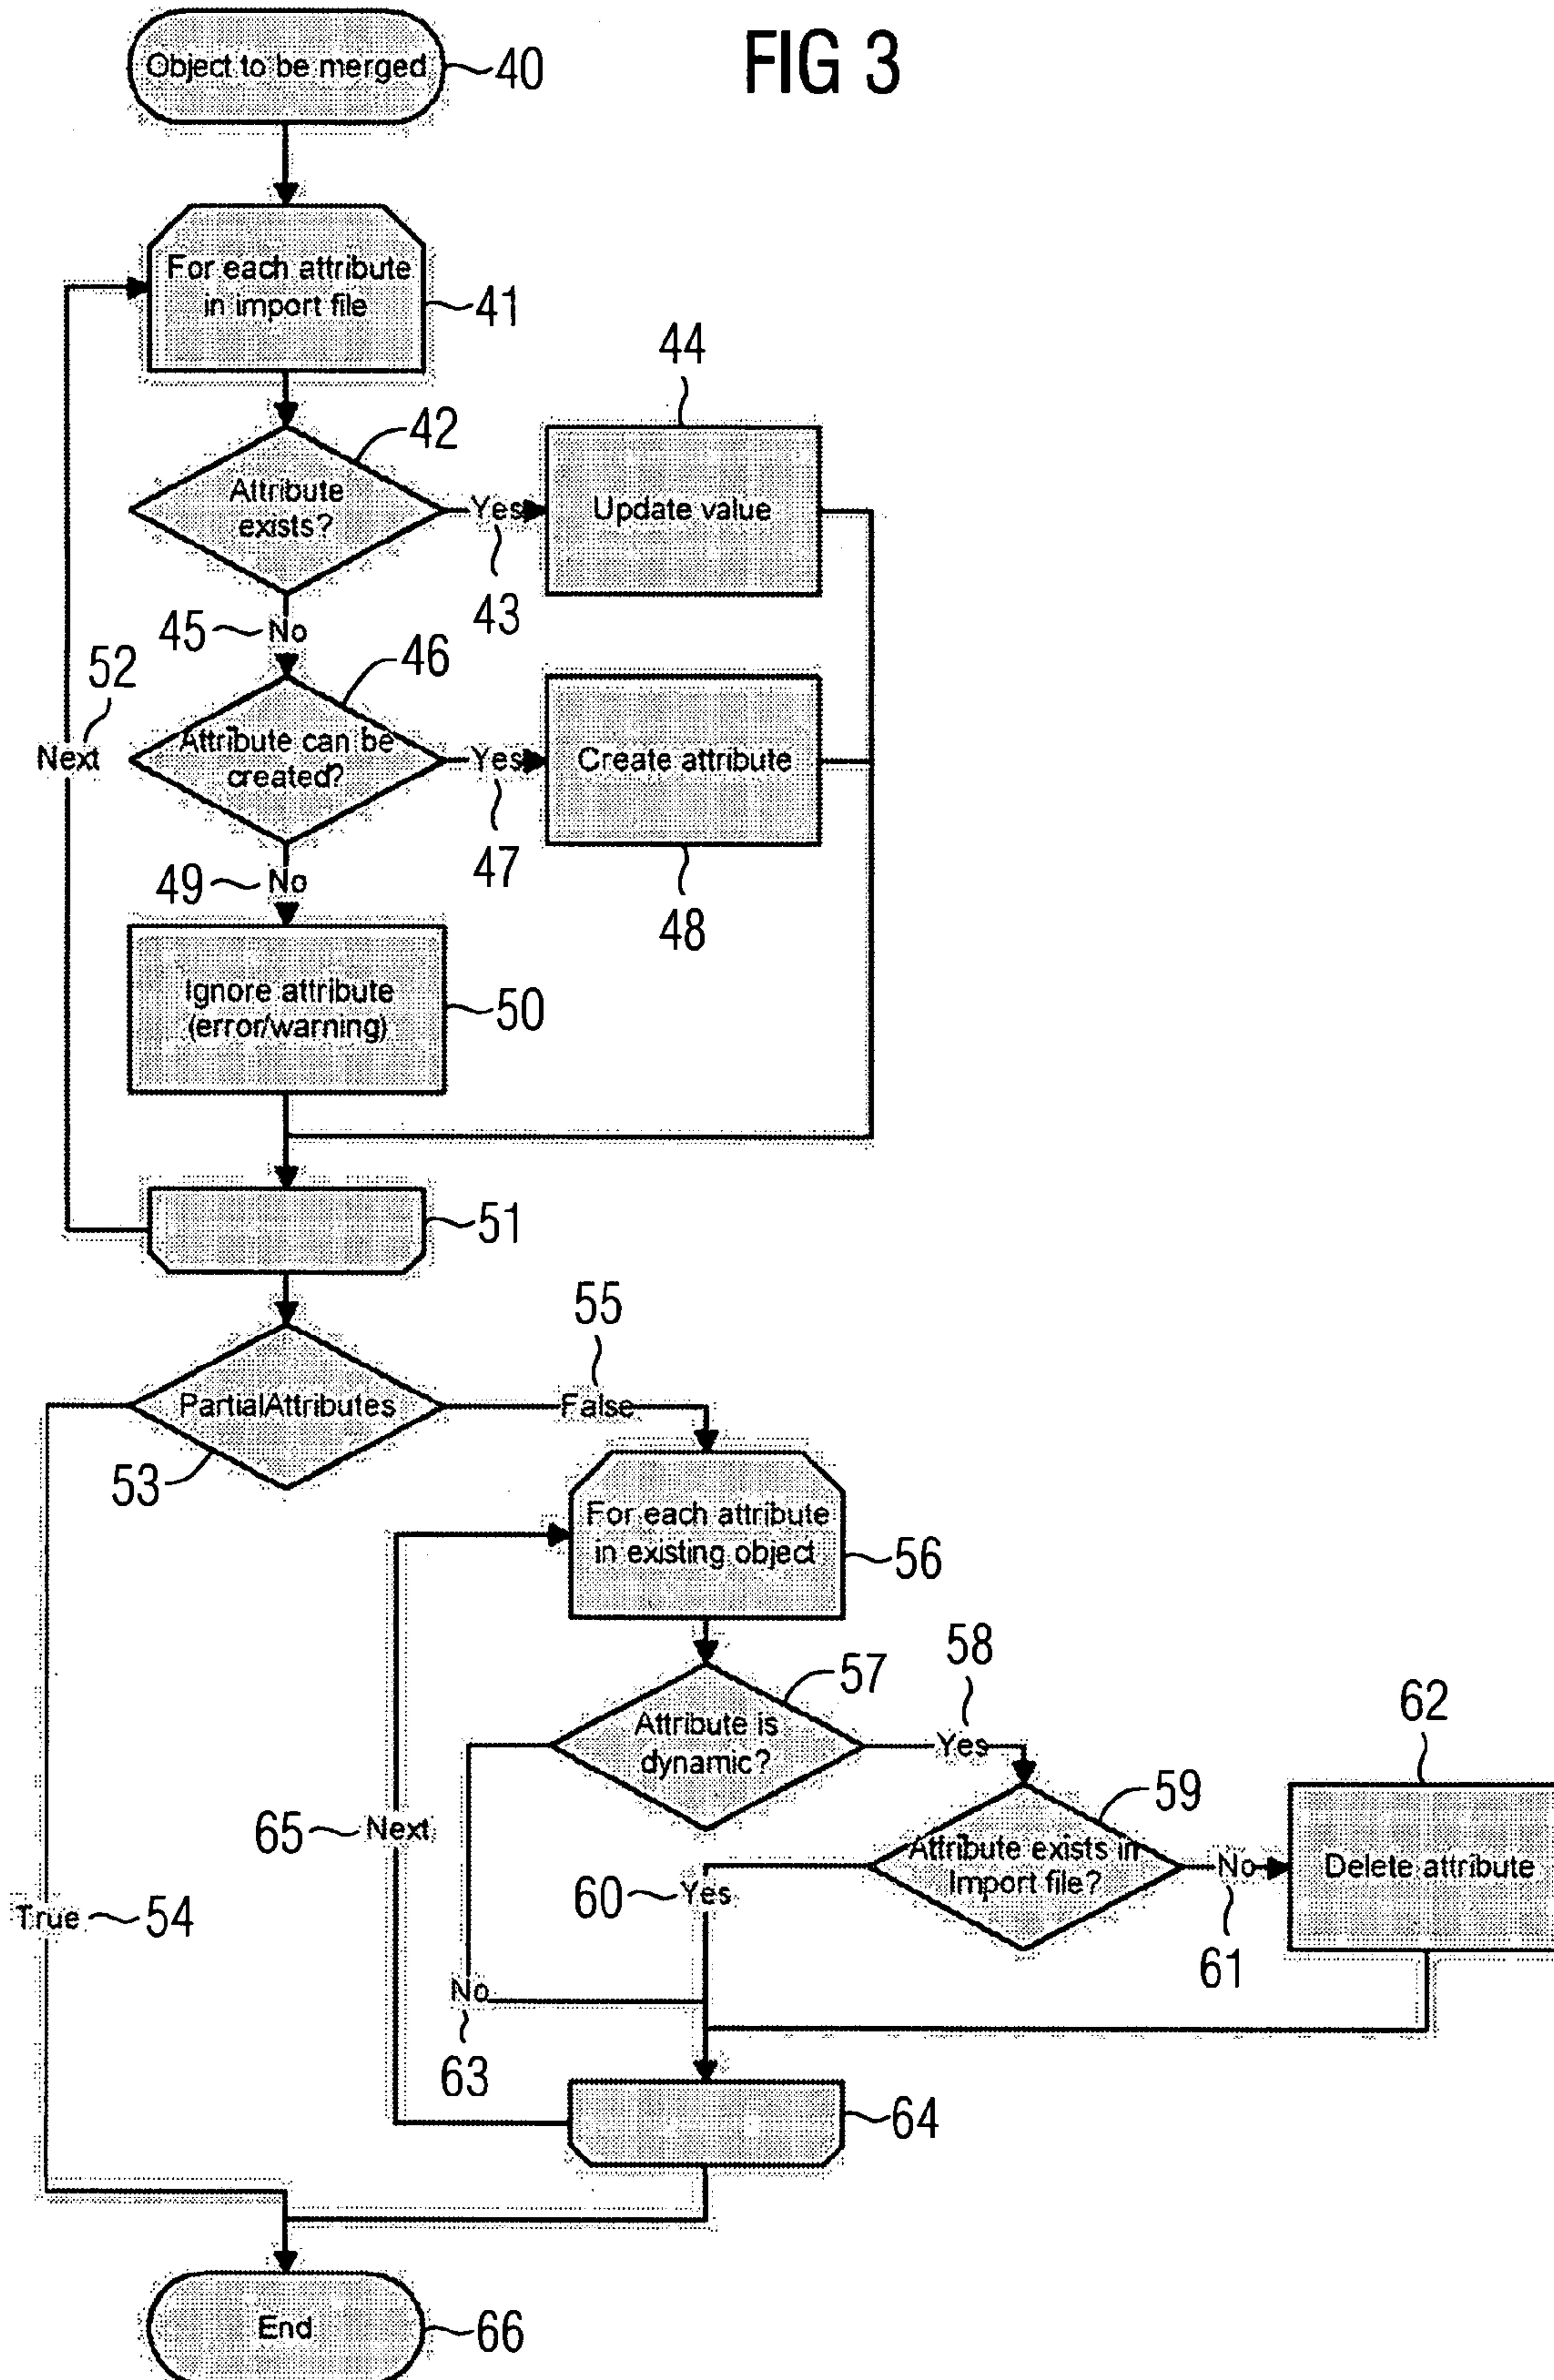 FIG 3
Object to be merged
40
For each attribute
in import file
41
44
42
Attribute
exists?
Yes
Update value
43
45
No
46
52
Next
Attribute can be
created?
Yes
Create attribute
47
49
No
48
Ignore attribute
(error/warning)
50
51
55
PartialAttributes
False
53
For each attribute
in existing object
56
58
57
62
Attribute is
dynamic?
Yes
59
65
Next
Attribute exists in
Import file?
No
Delete attribute
60
Yes
True
54
61
No
63
64
End
66